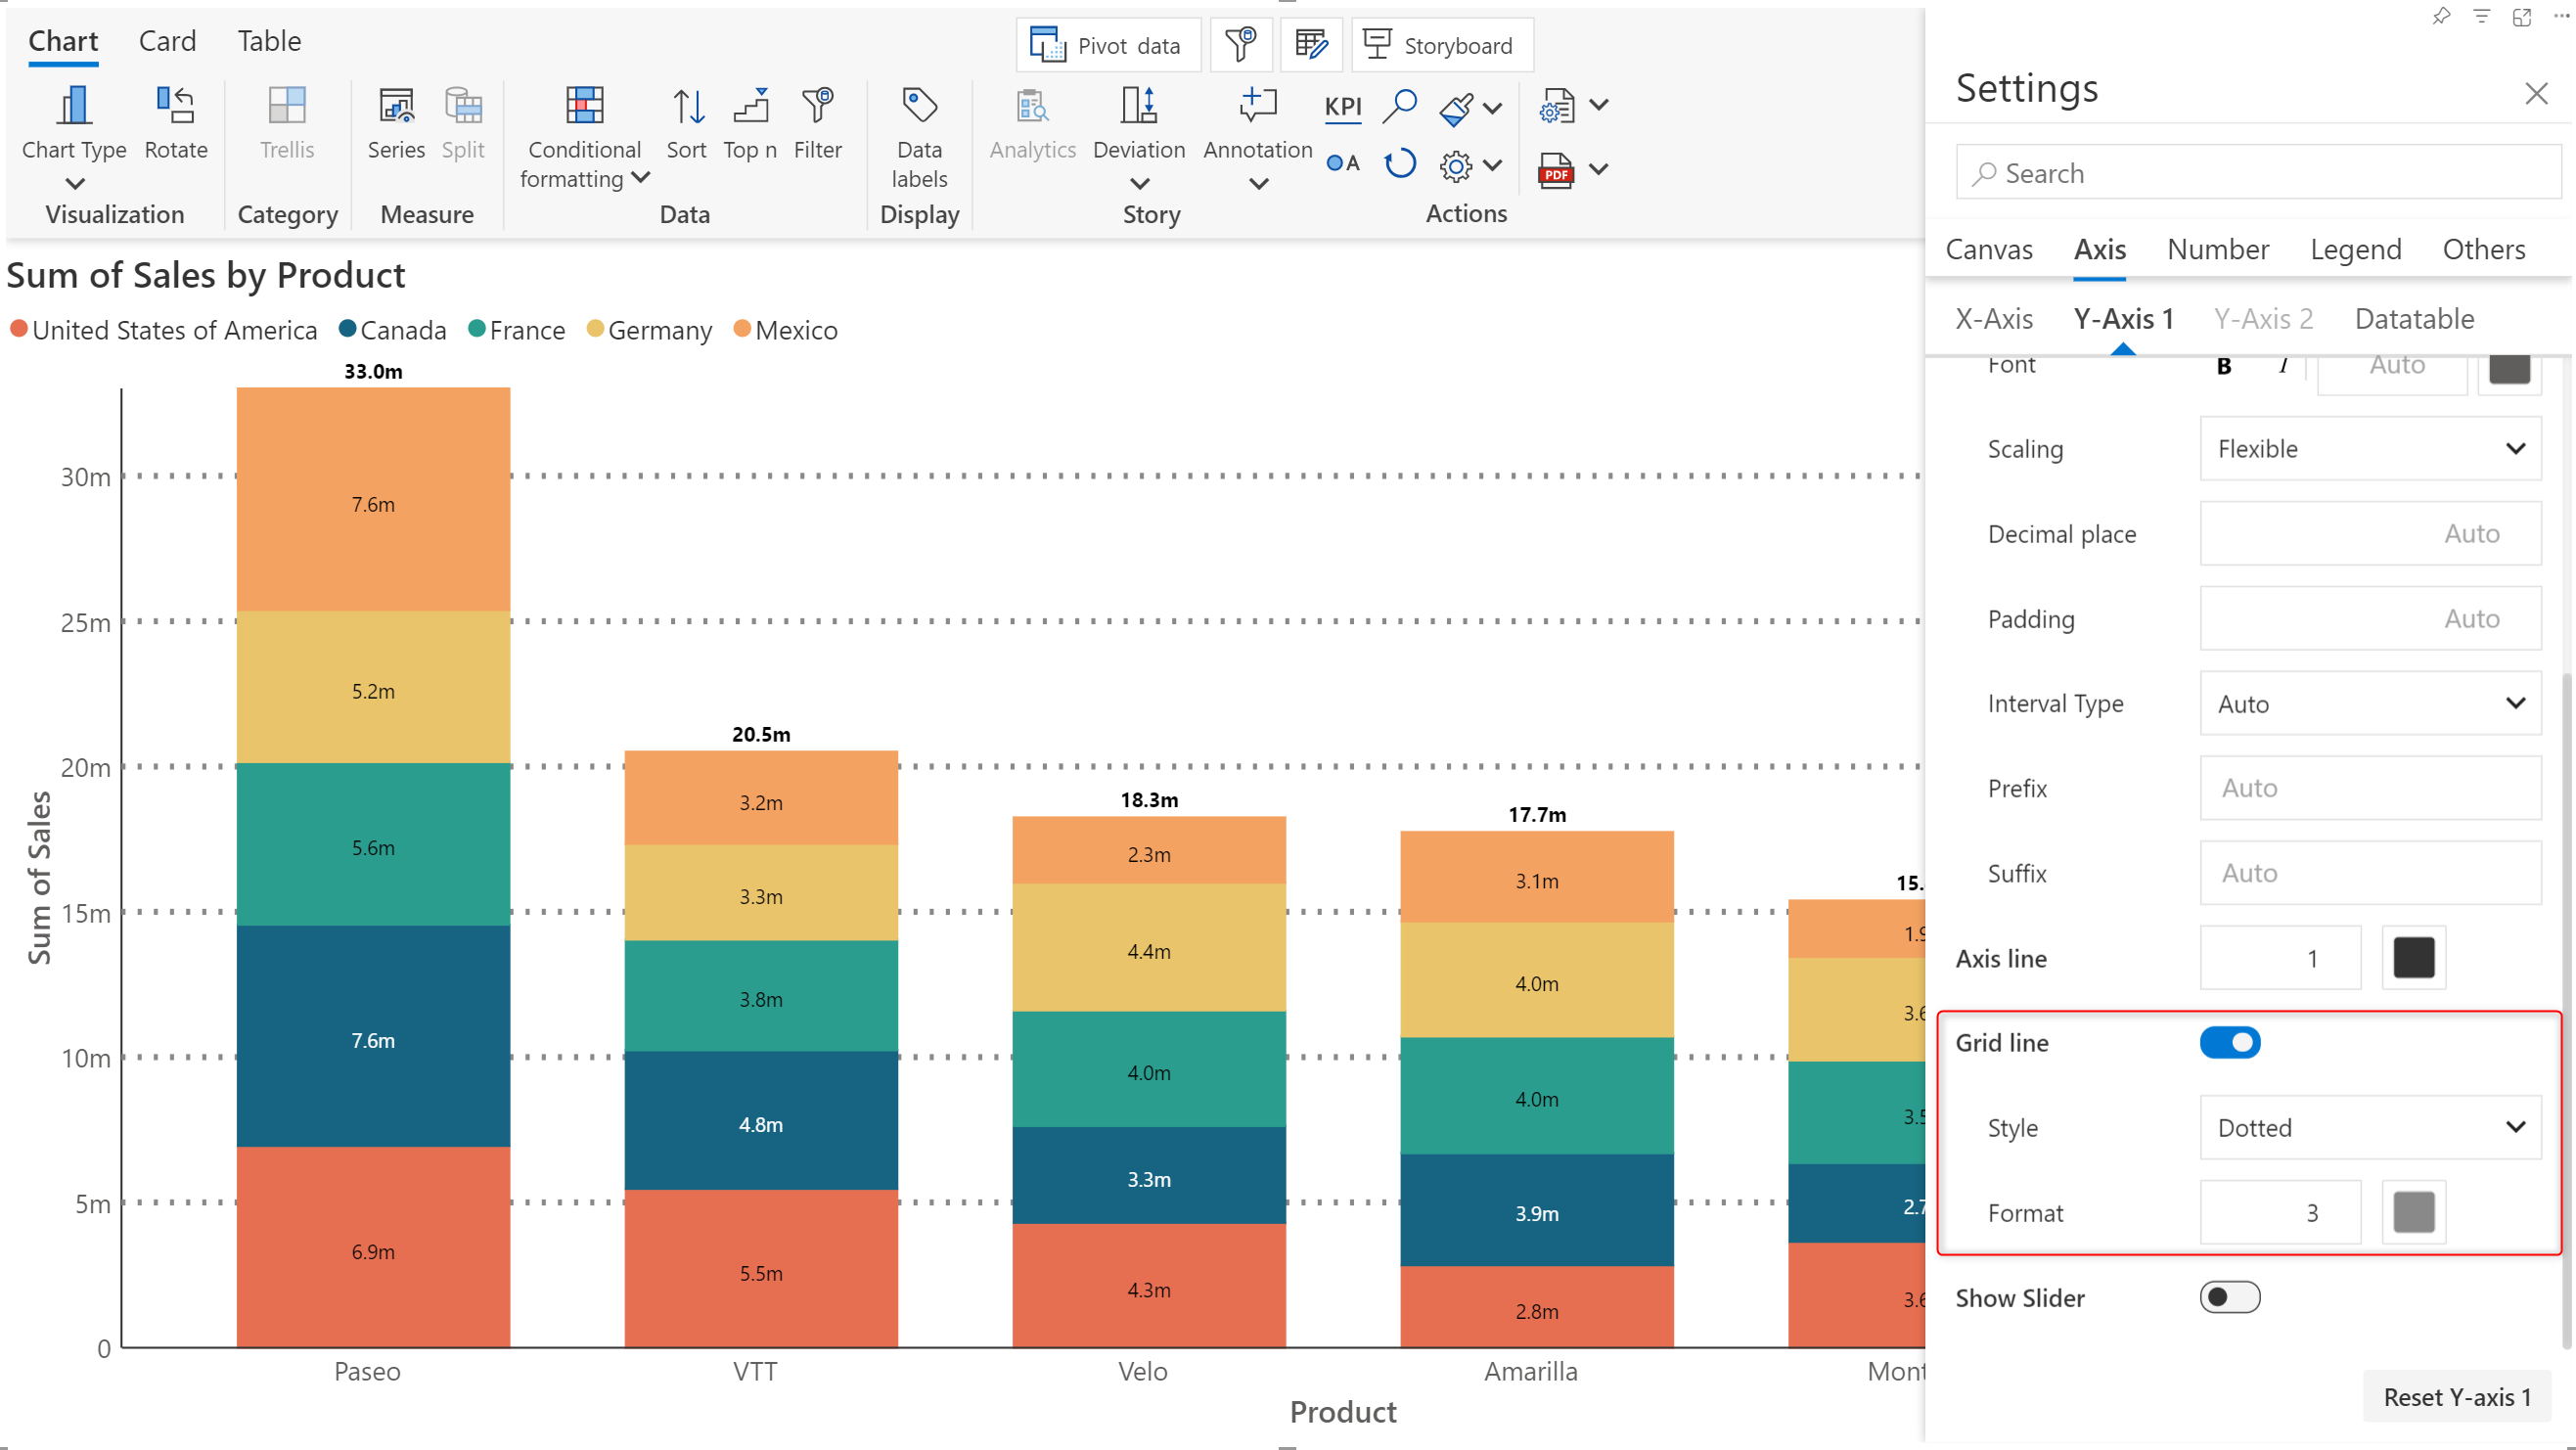 Chart Card Table
Pivot data
Storyboard
Chart Type
Rotate
Trellis
Series
Split
Conditional formatting
Sort
Top n
Filter
Data labels
Analytics
Deviation
Annotation
KPI
A
PDF
Visualization
Category
Measure
Data
Display
Story
Actions
Sum of Sales by Product
United States of America Canada France Germany Mexico
33.0m
30m
7.6m
25m
5.2m
20.5m
20m
3.2m
18.3m
17.7m
5.6m
2.3m
3.1m
15.
3.3m
15m
1.9
4.4m
4.0m
3.8m
3.6
7.6m
10m
4.0m
4.0m
3.5
4.8m
3.3m
5m
3.9m
2.7
6.9m
5.5m
4.3m
2.8m
3.6
0
Sum of Sales
Paseo VTT Velo Amarilla Mont
Product
Settings
Search
Canvas Axis Number Legend Others
X-Axis Y-Axis 1 Y-Axis 2 Datatable
Font B I Auto
Scaling Flexible
Decimal place Auto
Padding Auto
Interval Type Auto
Prefix Auto
Suffix Auto
Axis line 1
Grid line
Style Dotted
Format 3
Show Slider
Reset Y-axis 1